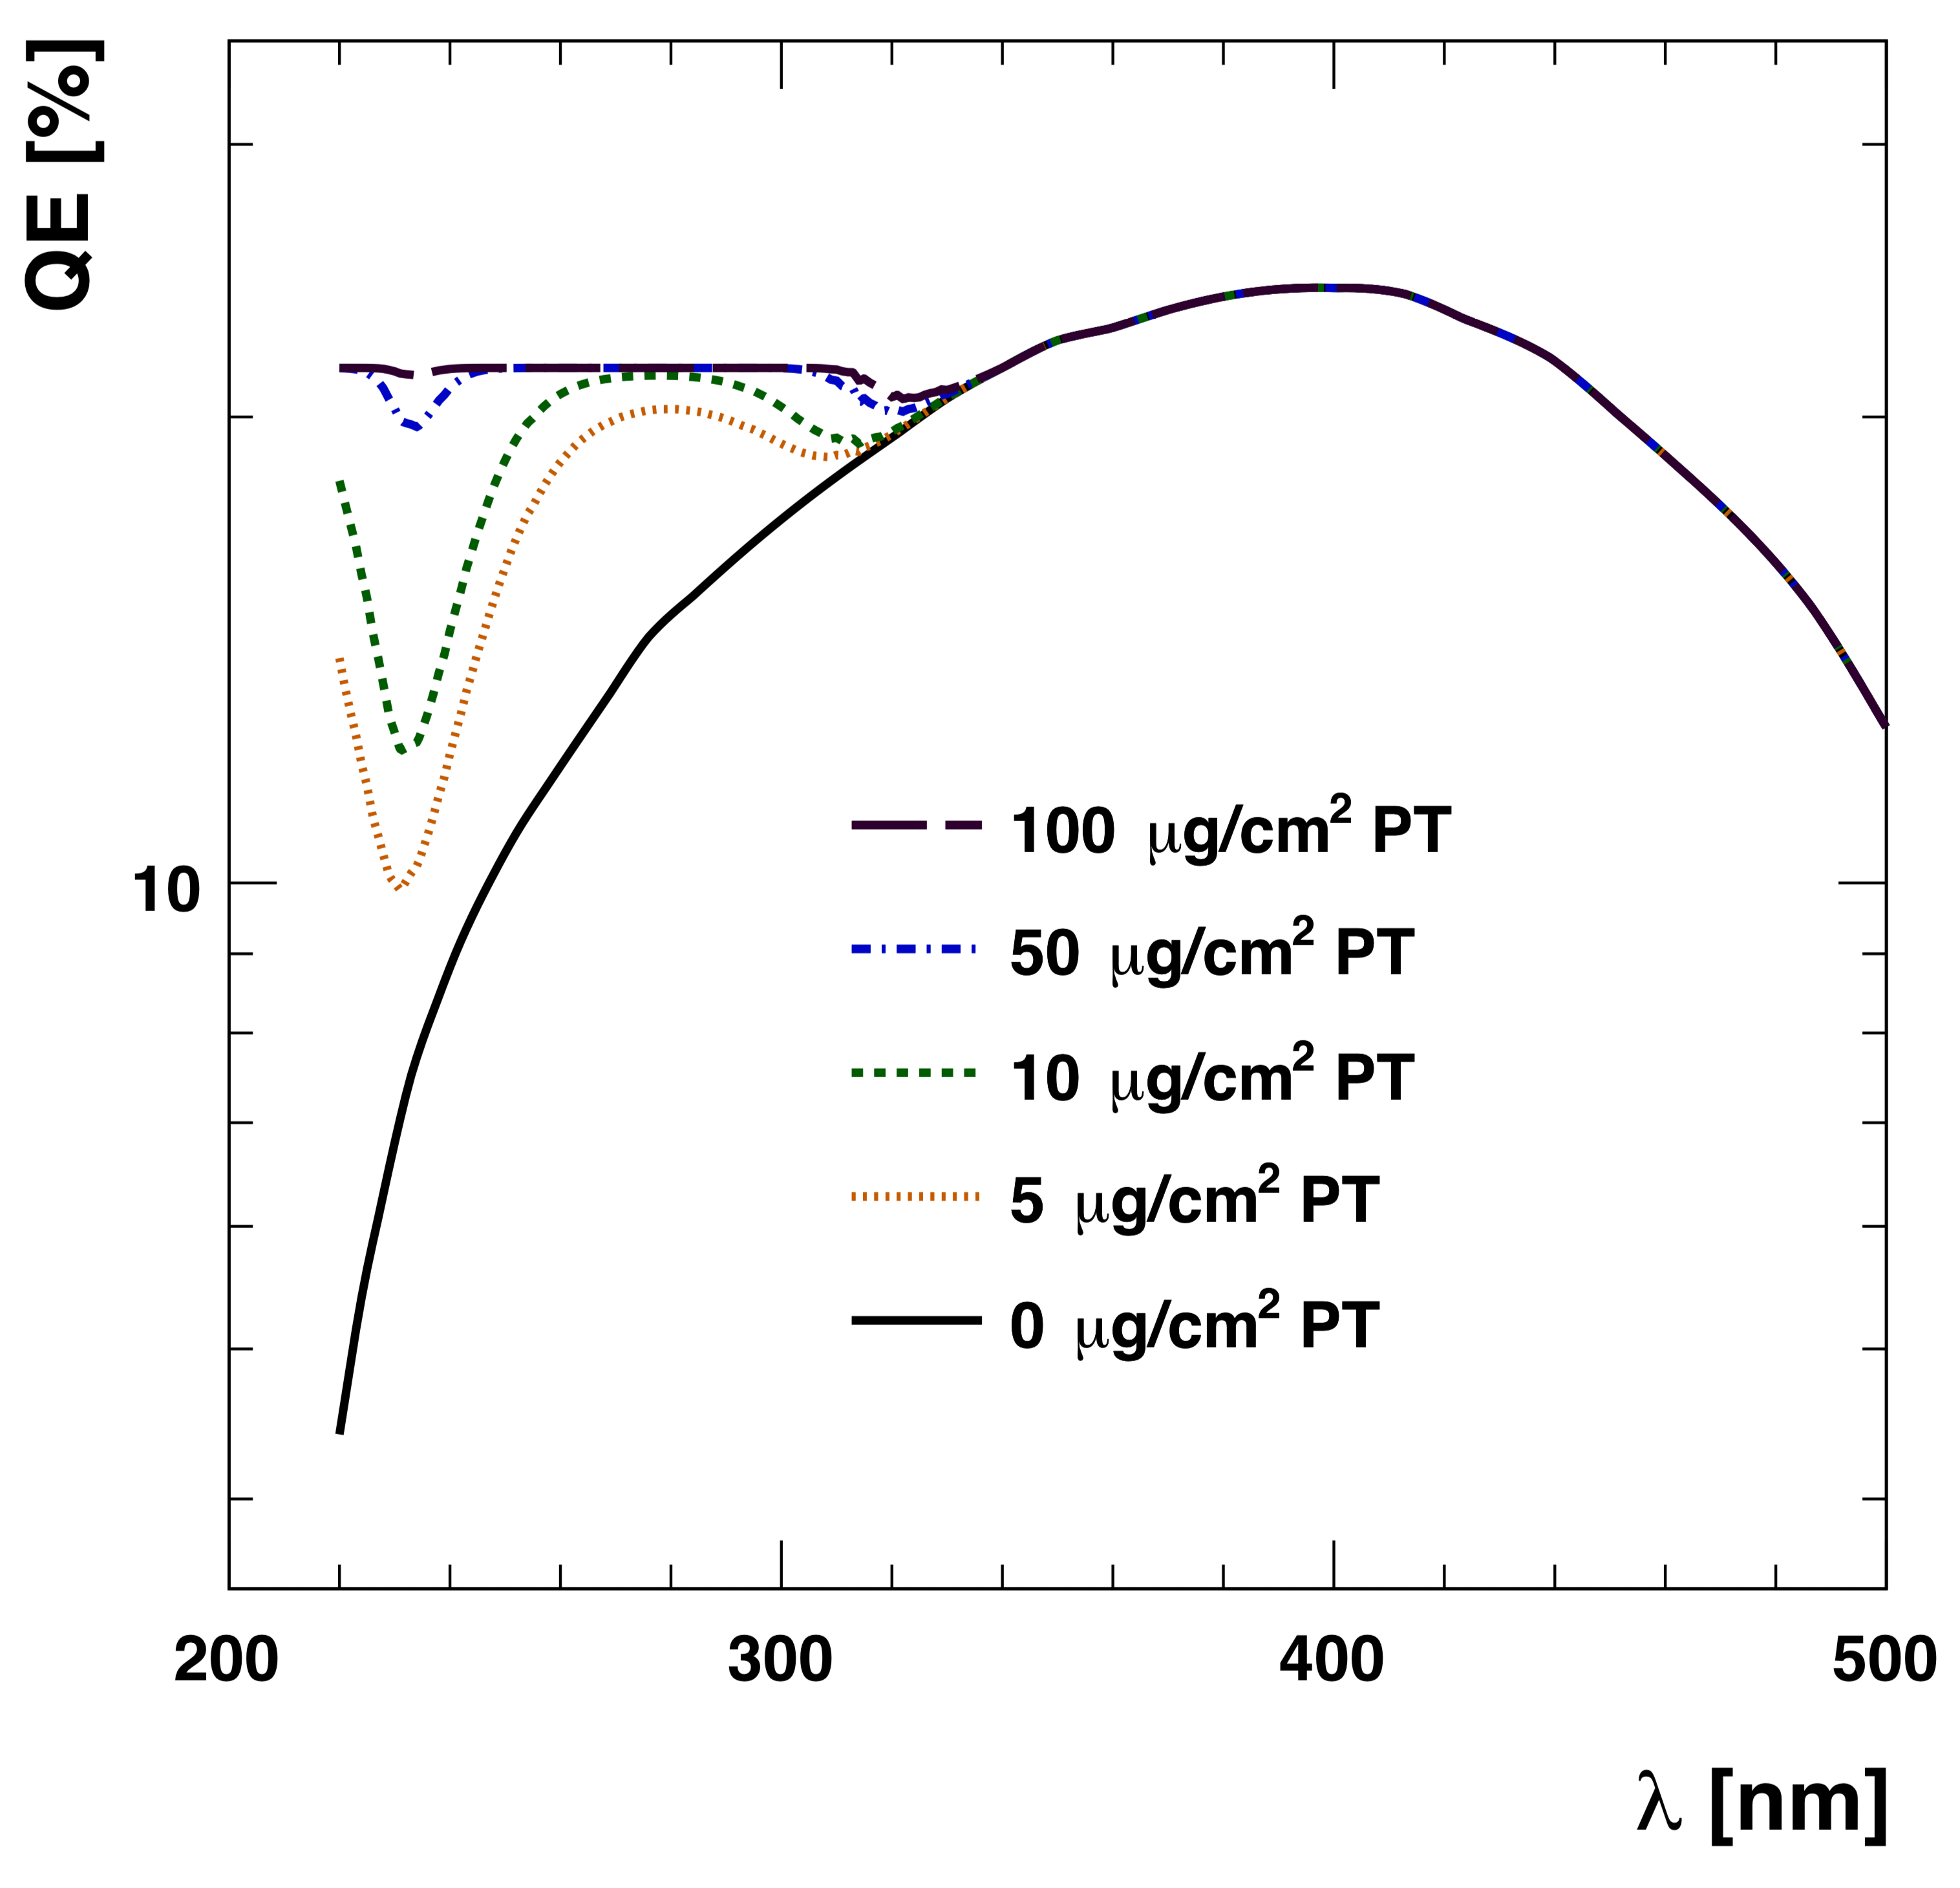 QE [%]
100 μg/cm² PT
50 μg/cm² PT
10 μg/cm² PT
5 μg/cm² PT
0 μg/cm² PT
10
200 300 400 500
λ [nm]